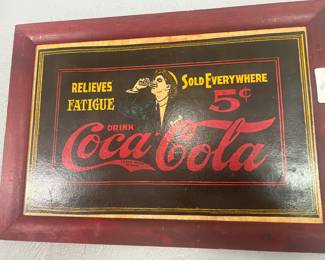 RELIEVES
FATIGUE
SOLD EVERYWHERE
5¢
DRINK
Coca-Cola